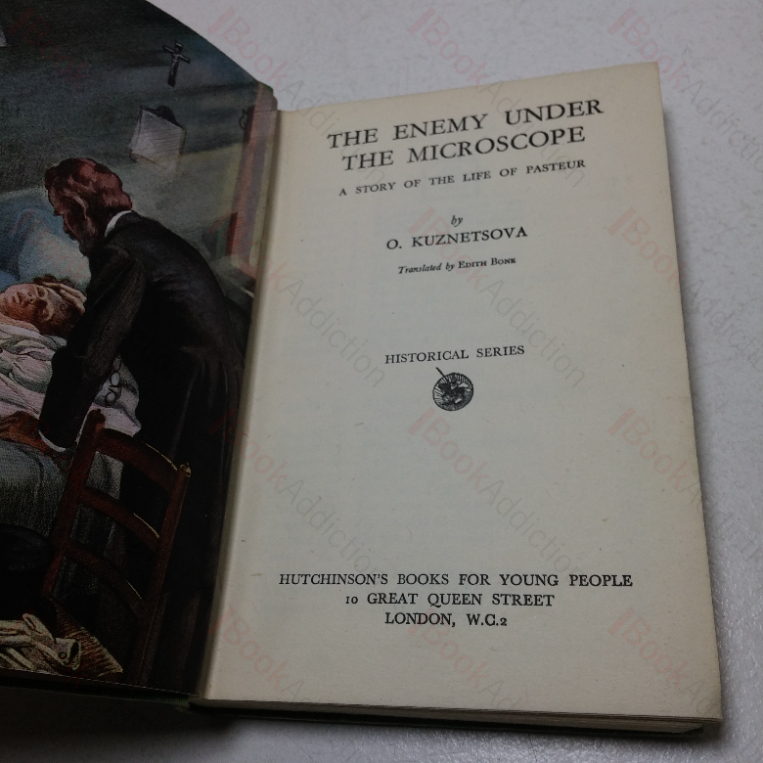 THE ENEMY UNDER
THE MICROSCOPE
A STORY OF THE LIFE OF PASTEUR
by
O. KUZNETSOVA
Translated by EDITH BONE
HISTORICAL SERIES
HUTCHINSON'S BOOKS FOR YOUNG PEOPLE
10 GREAT QUEEN STREET
LONDON, W.C.2
BookAddiction